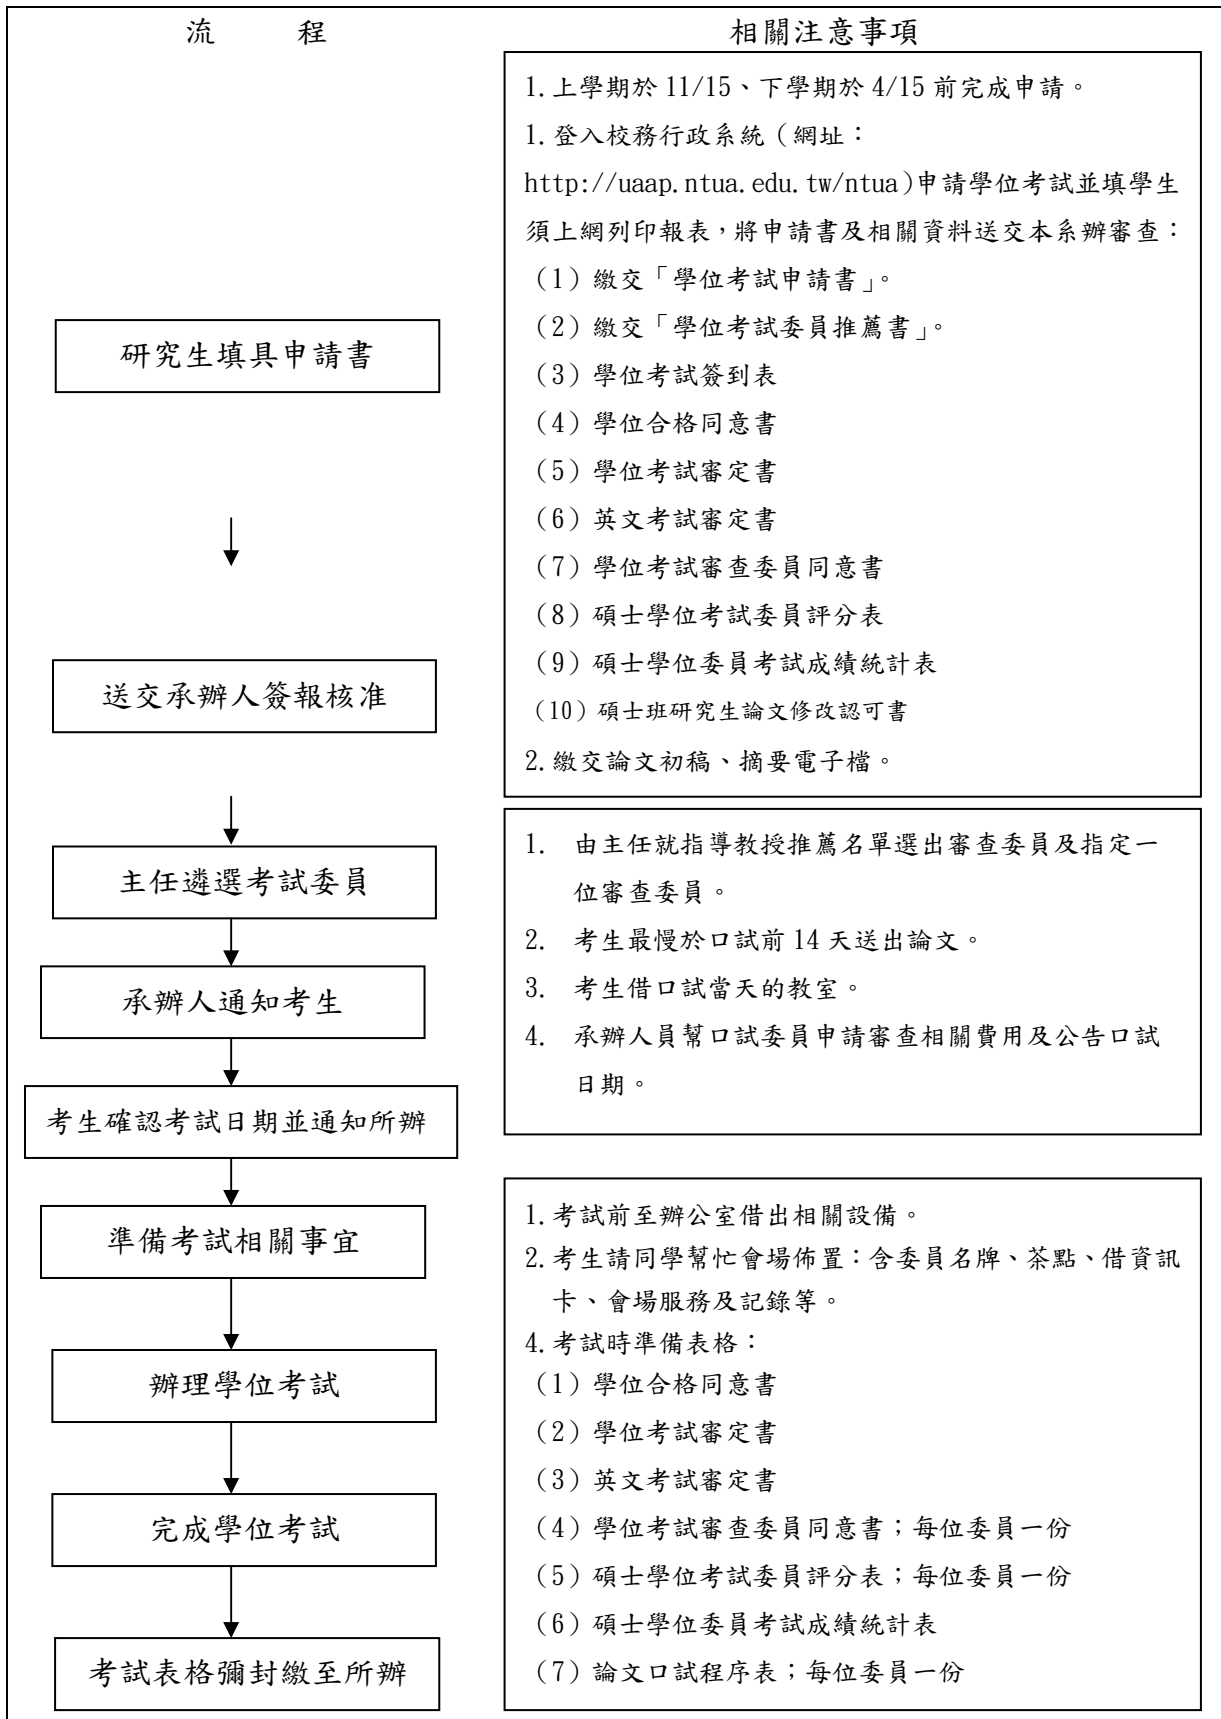 流　　程
相關注意事項
1.上學期於 11/15、下學期於 4/15 前完成申請。
1.登入校務行政系統（網址：
http://uaap.ntua.edu.tw/ntua)申請學位考試並填學生
須上網列印報表，將申請書及相關資料送交本系辦審查：
（1）繳交「學位考試申請書」。
（2）繳交「學位考試委員推薦書」。
（3）學位考試簽到表
（4）學位合格同意書
（5）學位考試審定書
（6）英文考試審定書
（7）學位考試審查委員同意書
（8）碩士學位考試委員評分表
（9）碩士學位委員考試成績統計表
（10）碩士班研究生論文修改認可書
2.繳交論文初稿、摘要電子檔。
研究生填具申請書
送交承辦人簽報核准
主任遴選考試委員
承辦人通知考生
考生確認考試日期並通知所辦
1. 由主任就指導教授推薦名單選出審查委員及指定一
位審查委員。
2. 考生最慢於口試前 14 天送出論文。
3. 考生借口試當天的教室。
4. 承辦人員幫口試委員申請審查相關費用及公告口試
日期。
準備考試相關事宜
辦理學位考試
完成學位考試
考試表格彌封繳至所辦
1.考試前至辦公室借出相關設備。
2.考生請同學幫忙會場佈置：含委員名牌、茶點、借資訊
卡、會場服務及記錄等。
4.考試時準備表格：
（1）學位合格同意書
（2）學位考試審定書
（3）英文考試審定書
（4）學位考試審查委員同意書；每位委員一份
（5）碩士學位考試委員評分表；每位委員一份
（6）碩士學位委員考試成績統計表
（7）論文口試程序表；每位委員一份